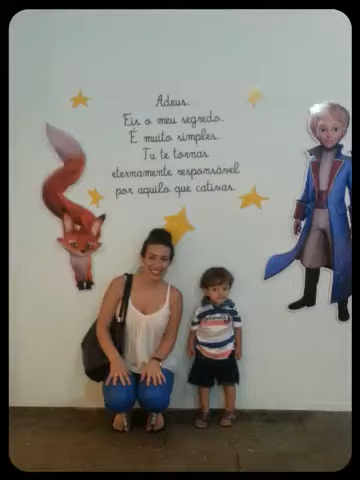 Adeus.
Eis o meu segredo.
É muito simples.
Tu te tornas
eternamente responsável
por aquilo que cativas.